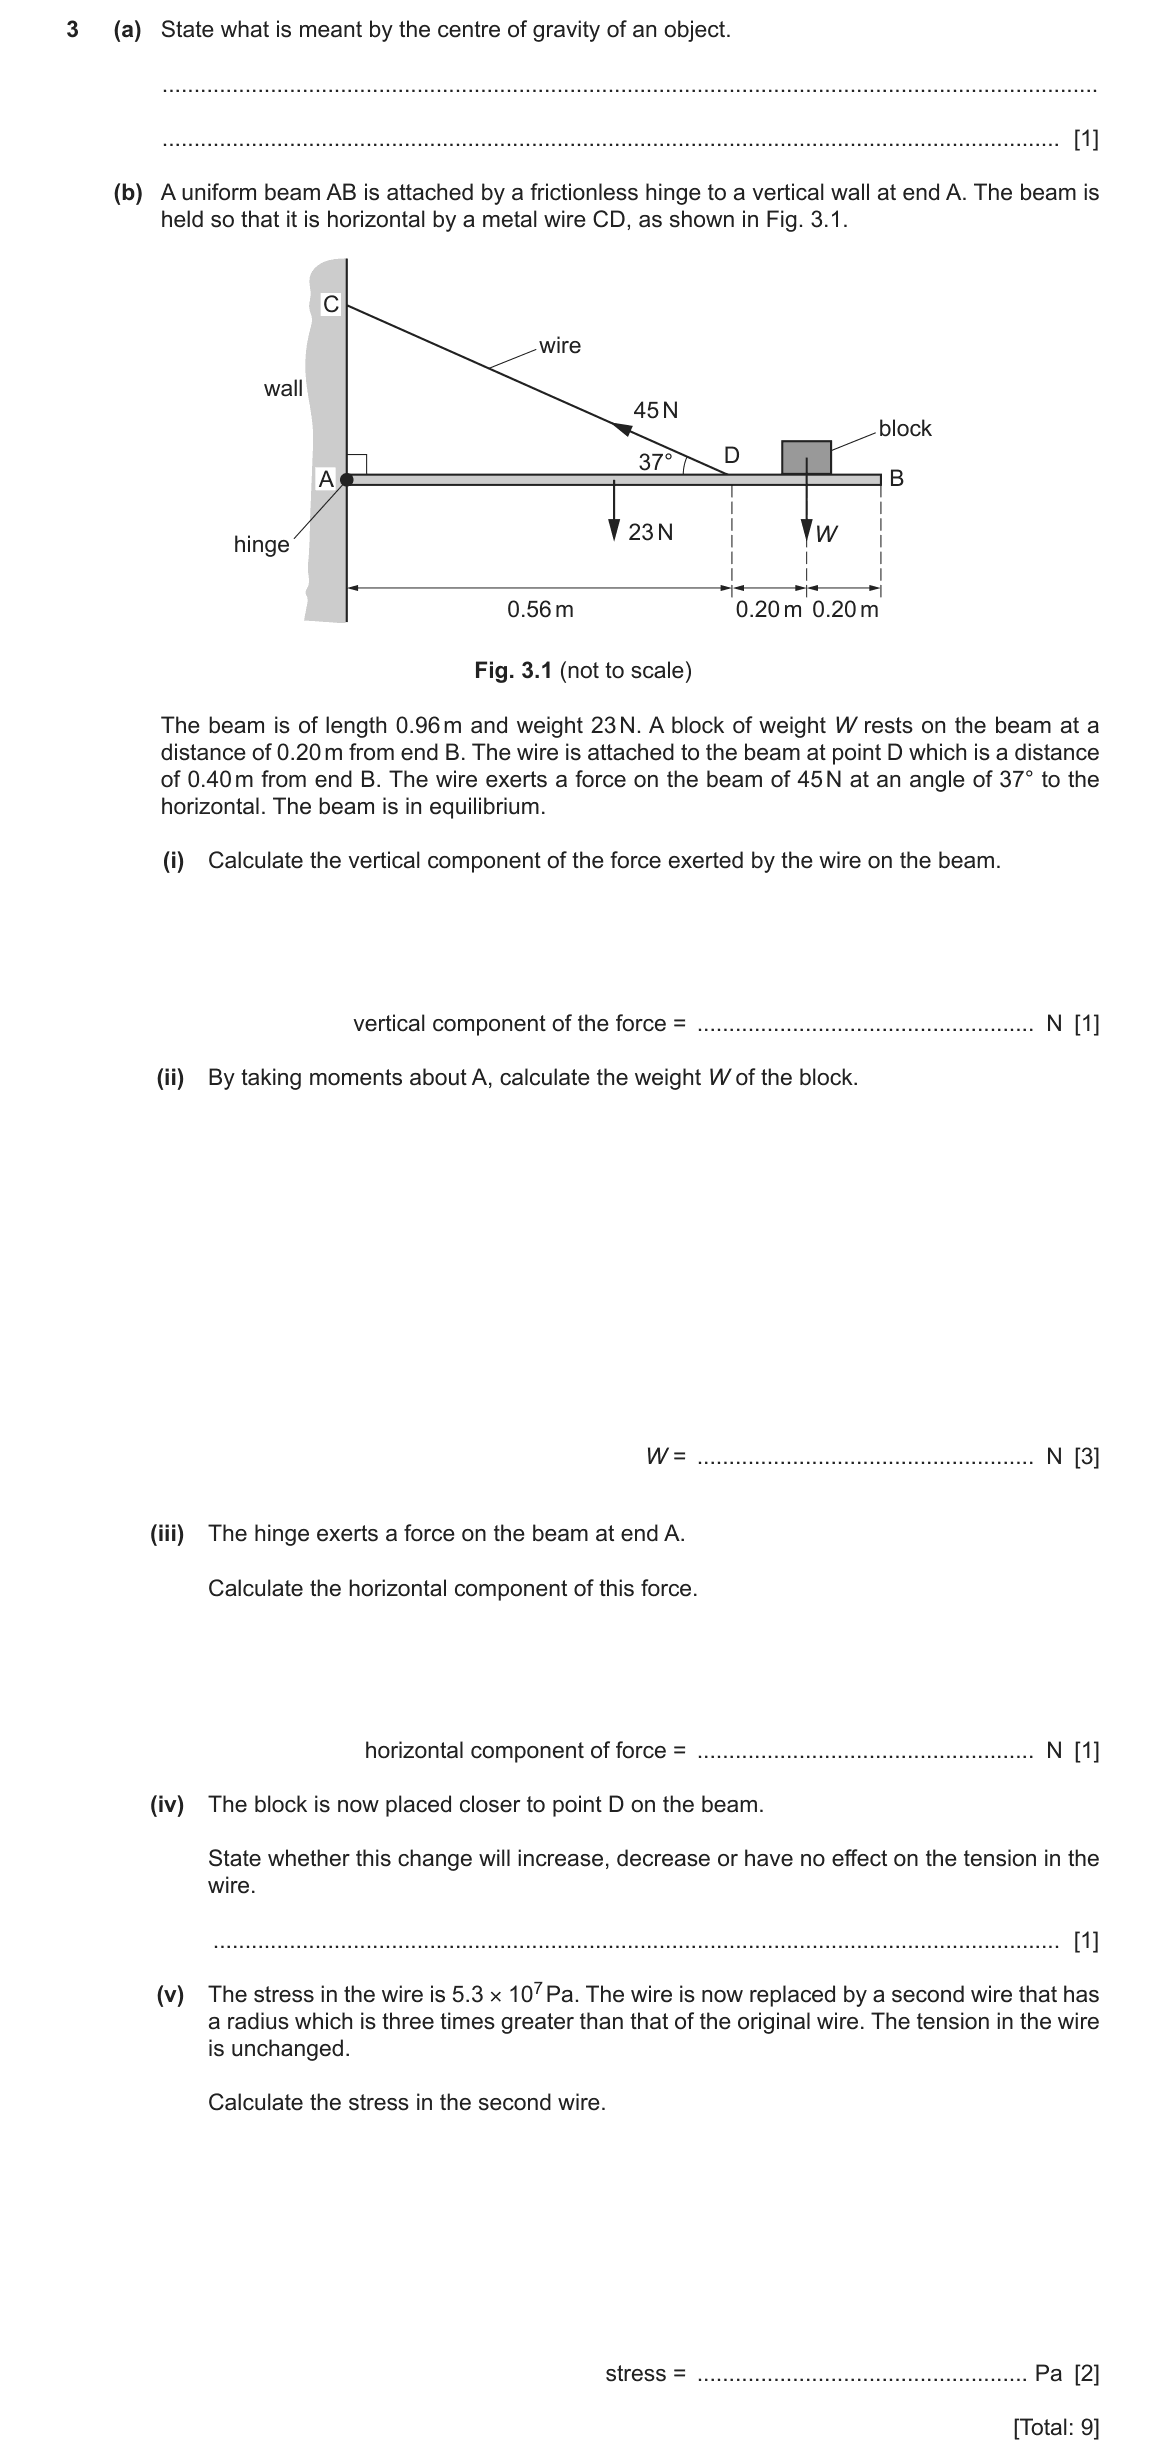 3 (a) State what is meant by the centre of gravity of an object.
..........................................................................................................................................
.................................................................................................................................... [1]
(b) A uniform beam AB is attached by a frictionless hinge to a vertical wall at end A. The beam is
held so that it is horizontal by a metal wire CD, as shown in Fig. 3.1.
C
wire
wall
45 N
block
37°
D
A
B
23 N
W
hinge
0.56 m 0.20 m 0.20 m
Fig. 3.1 (not to scale)
The beam is of length 0.96 m and weight 23 N. A block of weight W rests on the beam at a
distance of 0.20 m from end B. The wire is attached to the beam at point D which is a distance
of 0.40 m from end B. The wire exerts a force on the beam of 45 N at an angle of 37° to the
horizontal. The beam is in equilibrium.
(i) Calculate the vertical component of the force exerted by the wire on the beam.
vertical component of the force = ..................................................... N [1]
(ii) By taking moments about A, calculate the weight W of the block.
W = ..................................................... N [3]
(iii) The hinge exerts a force on the beam at end A.
Calculate the horizontal component of this force.
horizontal component of force = ..................................................... N [1]
(iv) The block is now placed closer to point D on the beam.
State whether this change will increase, decrease or have no effect on the tension in the
wire.
..................................................................................................................................... [1]
(v) The stress in the wire is 5.3 × 10⁷ Pa. The wire is now replaced by a second wire that has
a radius which is three times greater than that of the original wire. The tension in the wire
is unchanged.
Calculate the stress in the second wire.
stress = .................................................... Pa [2]
[Total: 9]